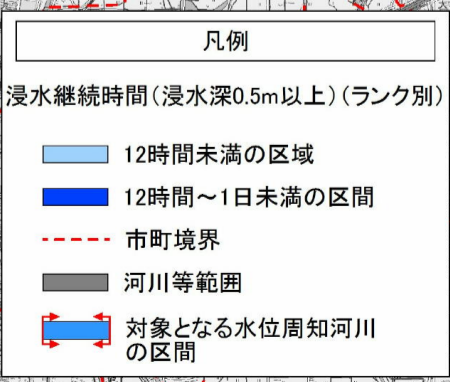 凡例
浸水継続時間(浸水深0.5m以上)(ランク別)
12時間未満の区域
12時間~1日未満の区間
市町境界
河川等範囲
対象となる水位周知河川
の区間